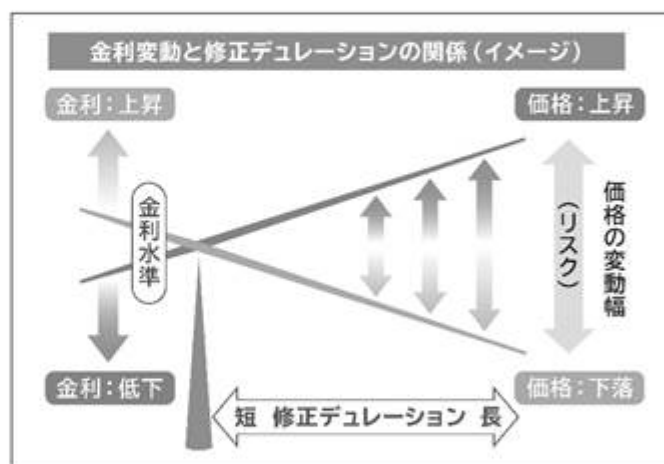 金利変動と修正デュレーションの関係（イメージ）
金利：上昇
価格：上昇
金利水準
価格の変動幅
（リスク）
金利：低下
短 修正デュレーション 長
価格：下落